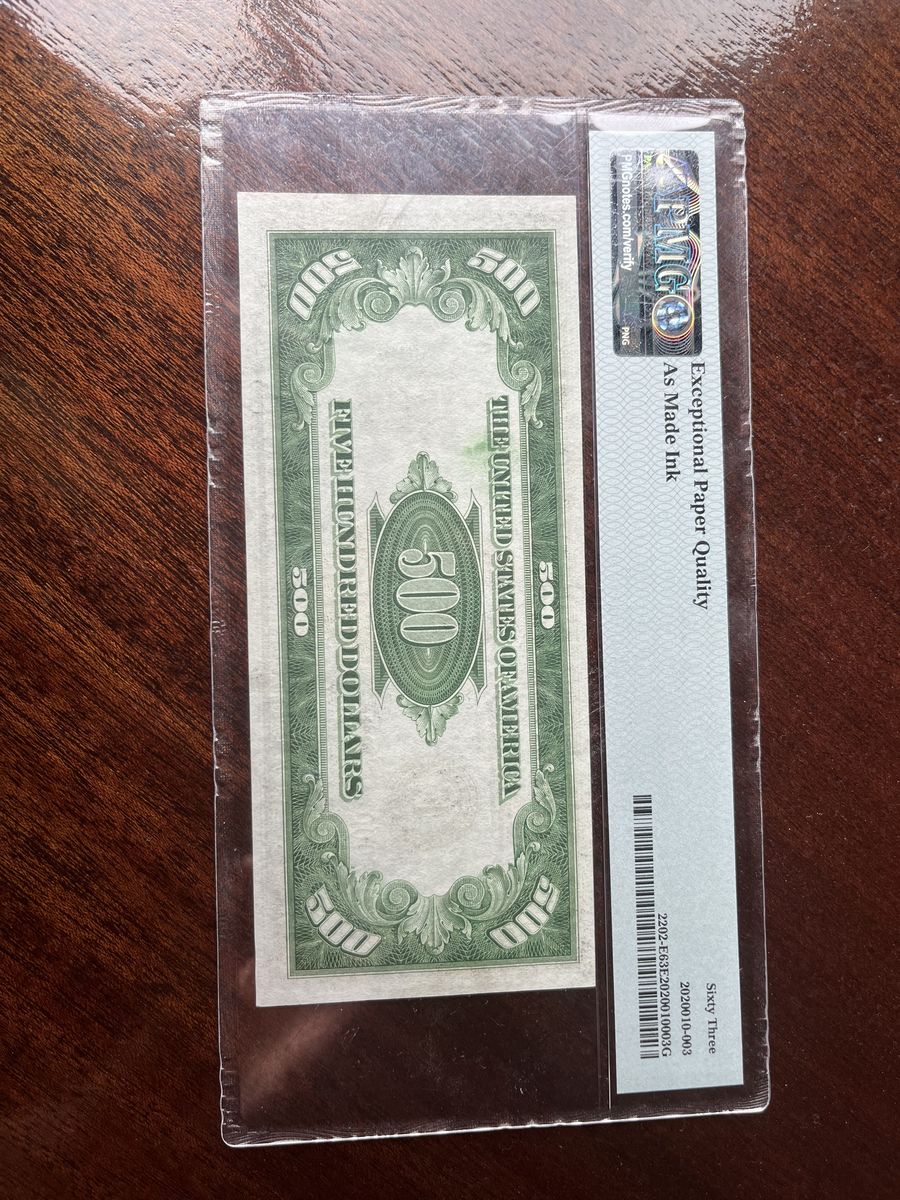 PMG
PMGnotes.com/verify
PNG
Exceptional Paper Quality
As Made Ink
Sixty Three
2020010-003
2202-E63E2020010003G
500
500
500
THE UNITED STATES OF AMERICA
500
FIVE HUNDRED DOLLARS
500
500
500